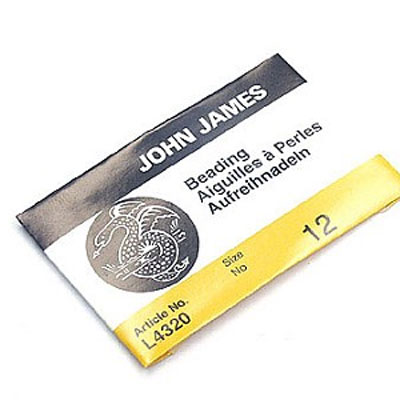 JOHN JAMES
Beading
Aiguilles à Perles
Aufreihnadeln
Size
No
12
Article No.
L4320